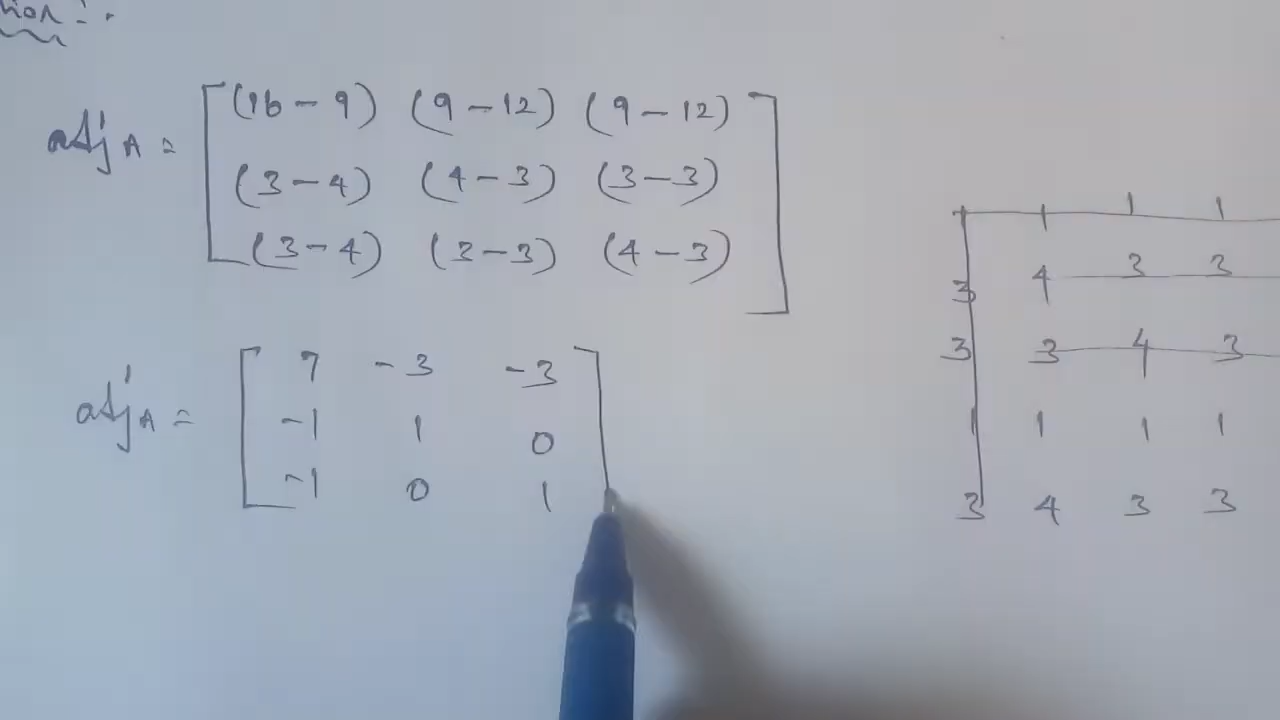 tion :-
adj A = [ (16 - 9) (9 - 12) (9 - 12)
(3 - 4) (4 - 3) (3 - 3)
(3 - 4) (3 - 3) (4 - 3) ]
adj A = [ 7 -3 -3
-1 1 0
-1 0 1 ]
1 1 1
3 4 3 3
3 3 4 3
1 1 1 1
3 4 3 3